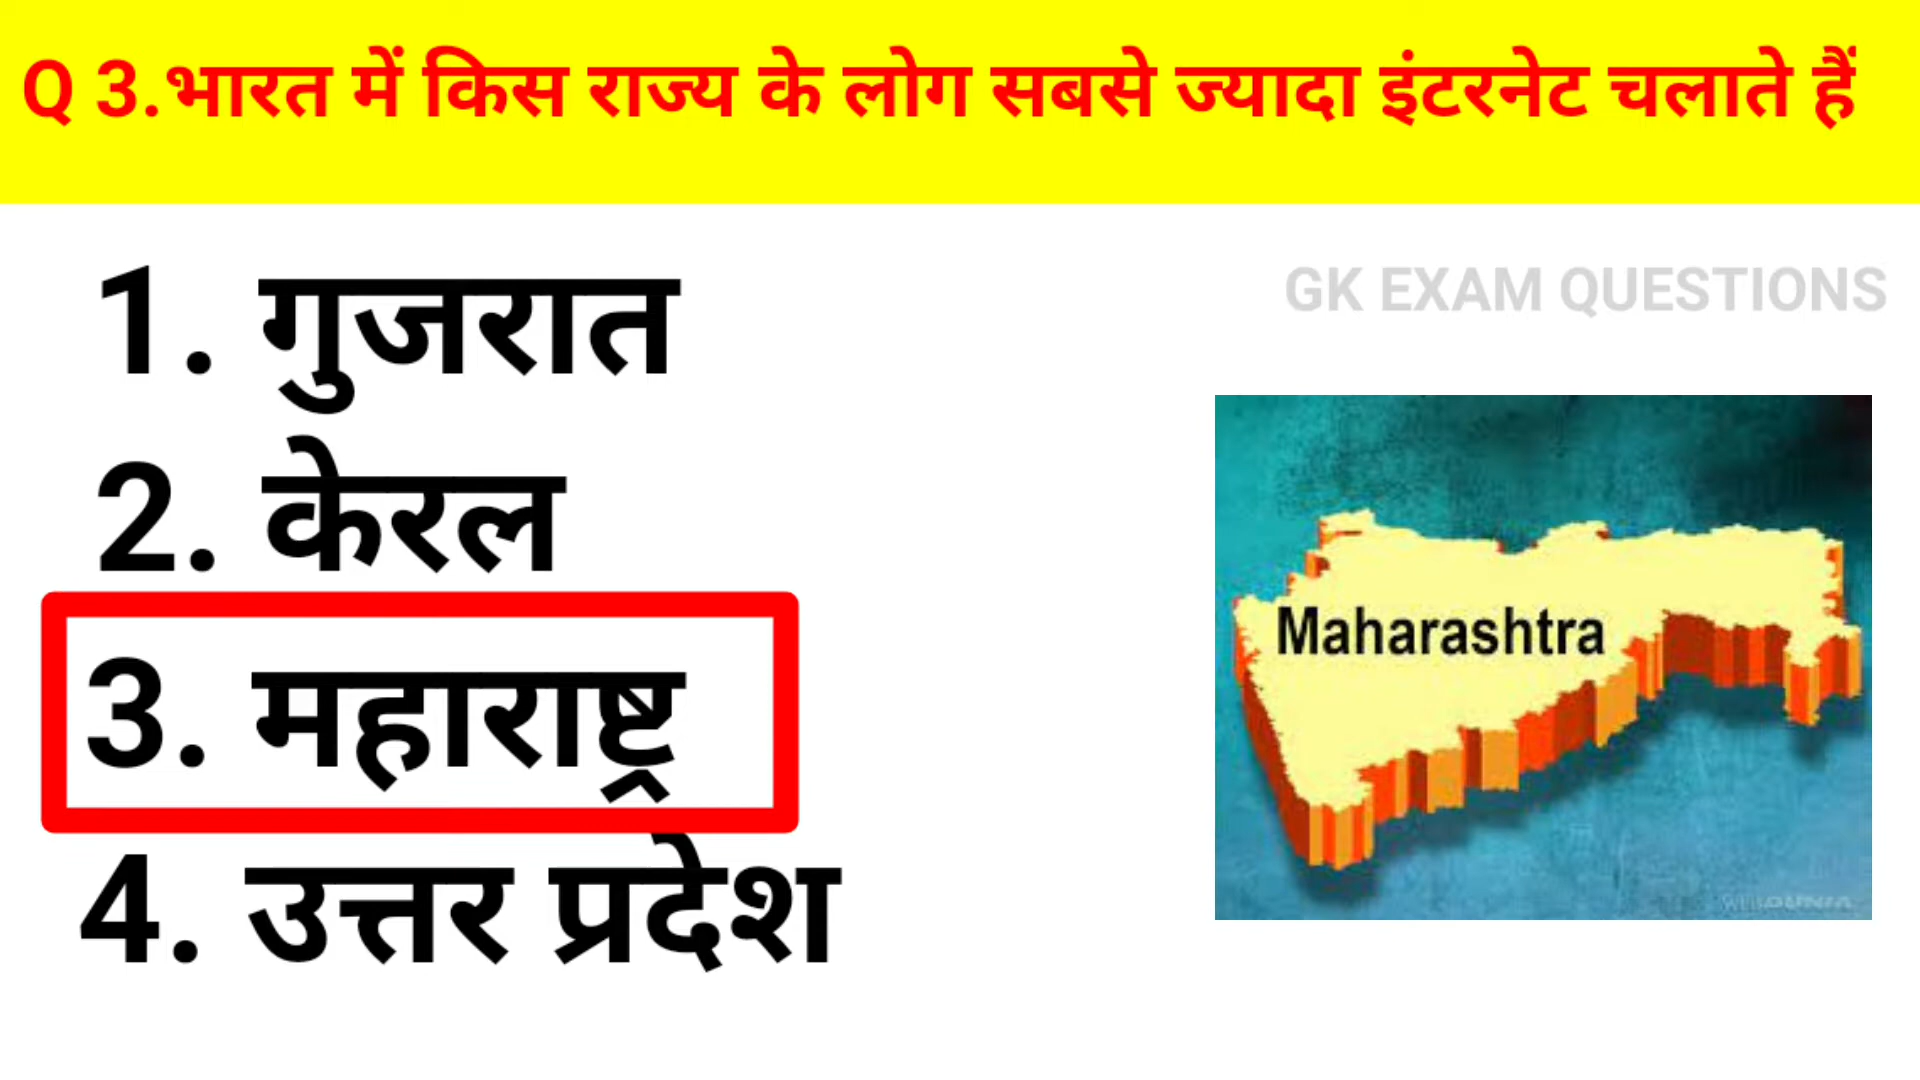 Q 3.भारत में किस राज्य के लोग सबसे ज्यादा इंटरनेट चलाते हैं
1. गुजरात
GK EXAM QUESTIONS
2. केरल
3. महाराष्ट्र
Maharashtra
4. उत्तर प्रदेश